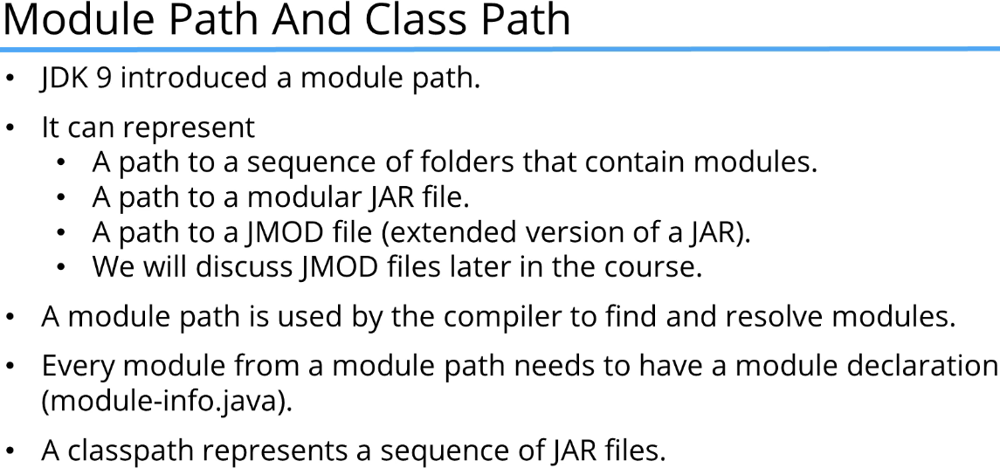 Module Path And Class Path
• JDK 9 introduced a module path.
• It can represent
• A path to a sequence of folders that contain modules.
• A path to a modular JAR file.
• A path to a JMOD file (extended version of a JAR).
• We will discuss JMOD files later in the course.
• A module path is used by the compiler to find and resolve modules.
• Every module from a module path needs to have a module declaration
(module-info.java).
• A classpath represents a sequence of JAR files.